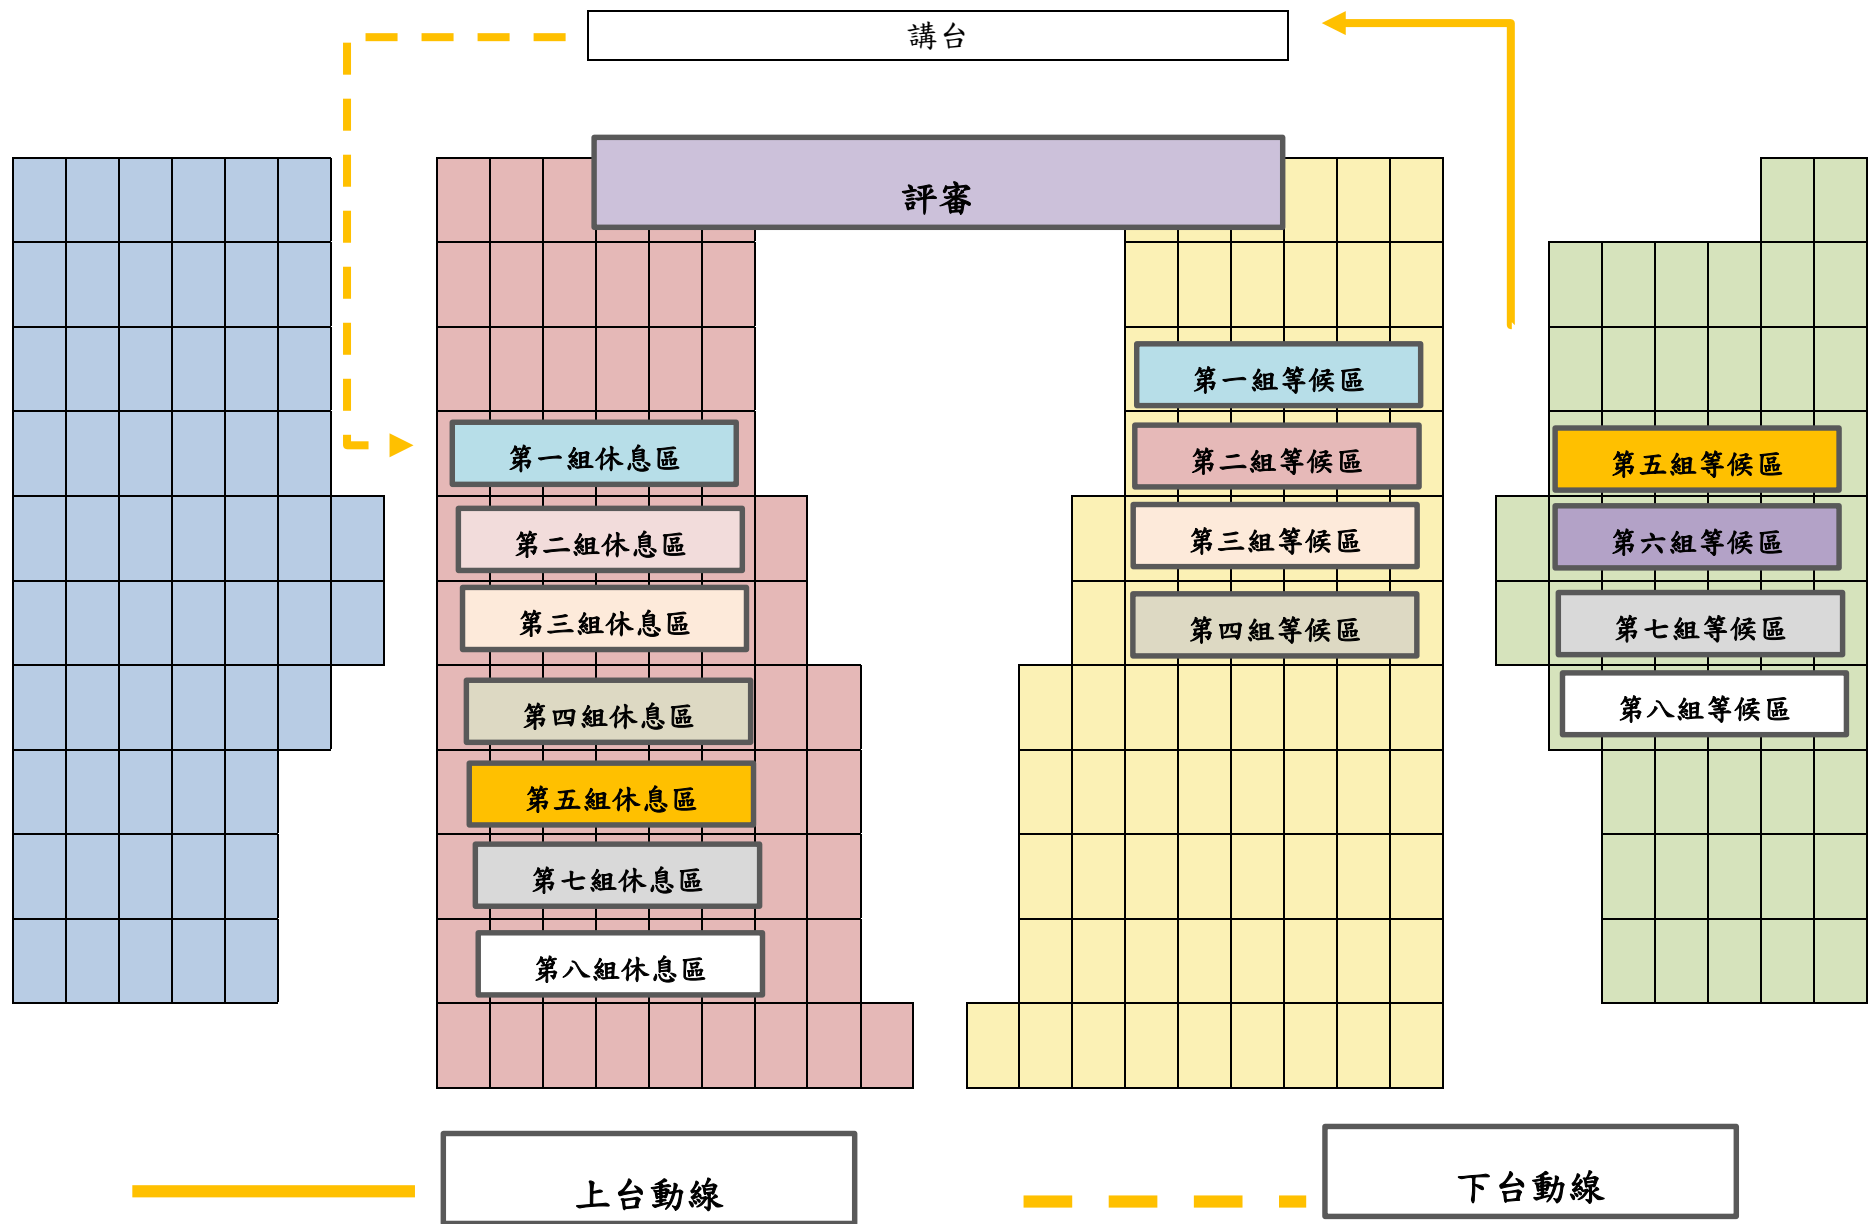 講台
評審
第一組等候區
第一組休息區
第二組等候區
第五組等候區
第二組休息區
第三組等候區
第六組等候區
第三組休息區
第四組等候區
第七組等候區
第四組休息區
第八組等候區
第五組休息區
第七組休息區
第八組休息區
上台動線
下台動線